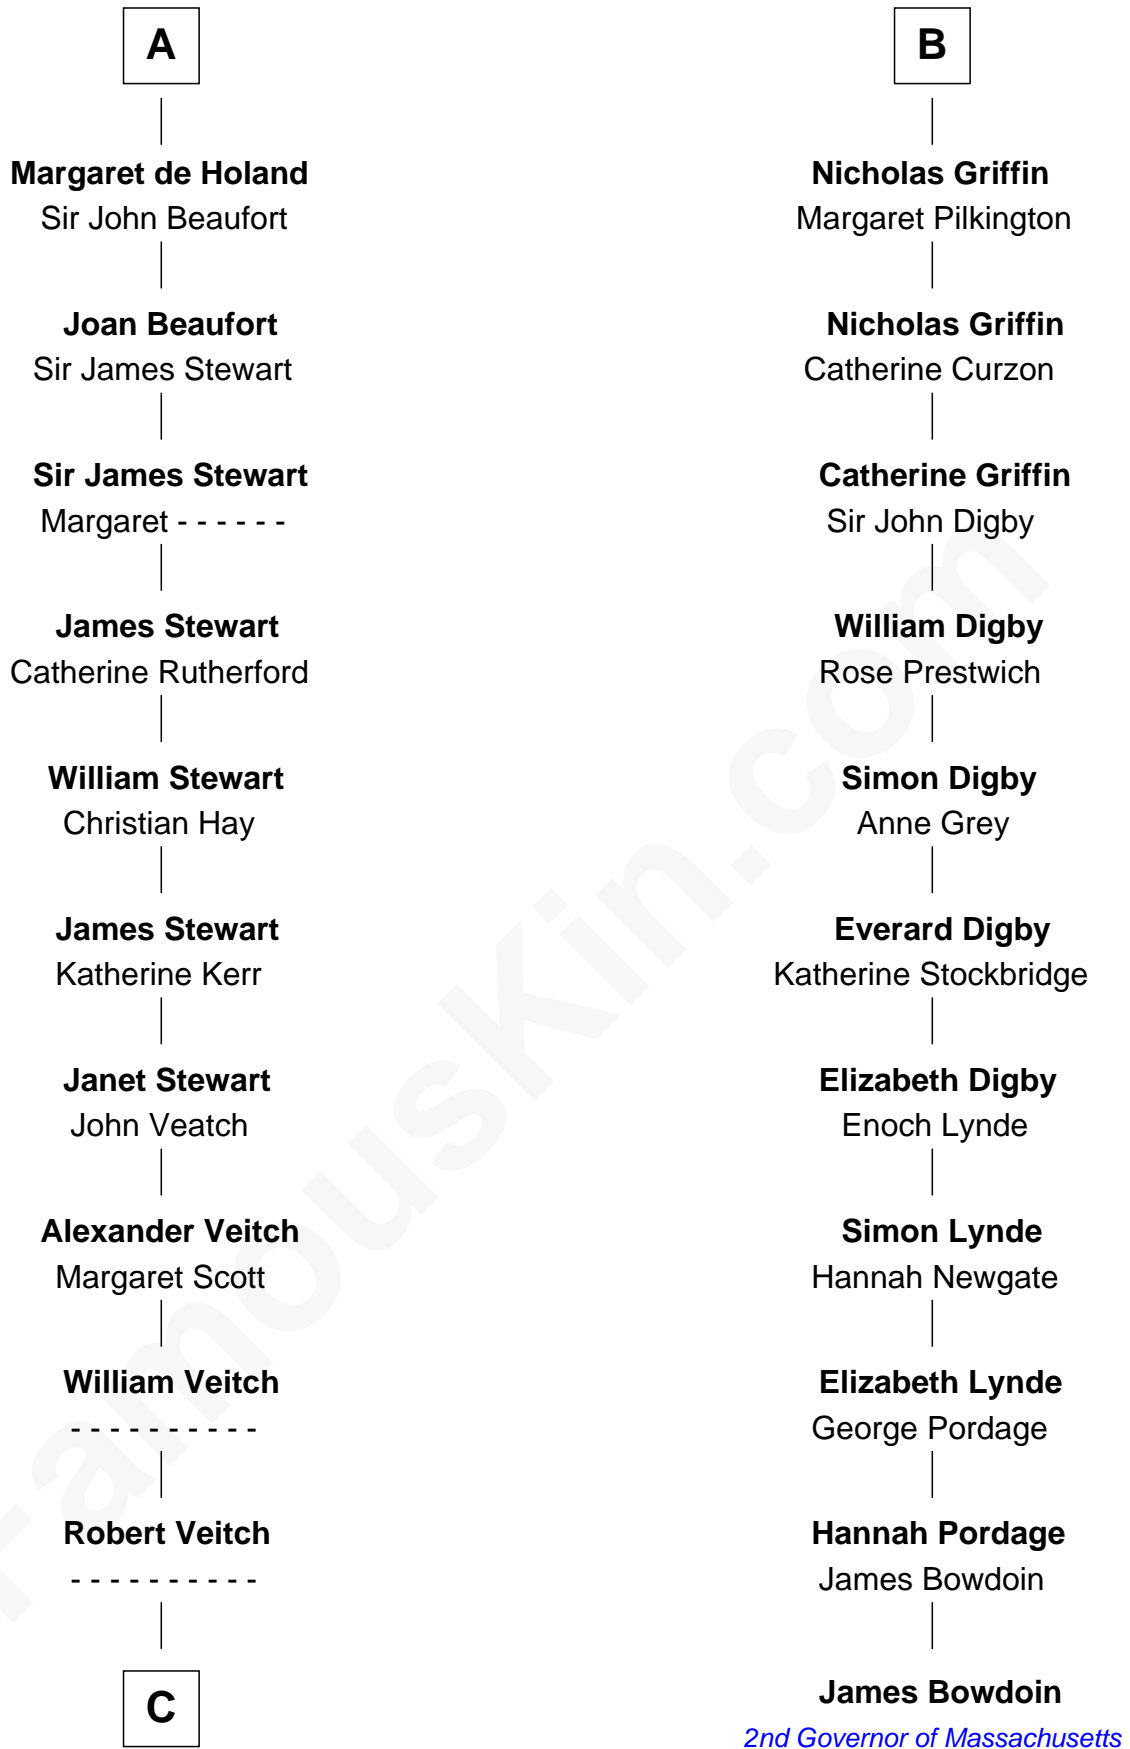 A
Margaret de Holand
Sir John Beaufort
Joan Beaufort
Sir James Stewart
Sir James Stewart
Margaret - - - - - -
James Stewart
Catherine Rutherford
William Stewart
Christian Hay
James Stewart
Katherine Kerr
Janet Stewart
John Veatch
Alexander Veitch
Margaret Scott
William Veitch
- - - - - - - - - -
Robert Veitch
- - - - - - - - - -
C
B
Nicholas Griffin
Margaret Pilkington
Nicholas Griffin
Catherine Curzon
Catherine Griffin
Sir John Digby
William Digby
Rose Prestwich
Simon Digby
Anne Grey
Everard Digby
Katherine Stockbridge
Elizabeth Digby
Enoch Lynde
Simon Lynde
Hannah Newgate
Elizabeth Lynde
George Pordage
Hannah Pordage
James Bowdoin
James Bowdoin
2nd Governor of Massachusetts
FamousKin.com